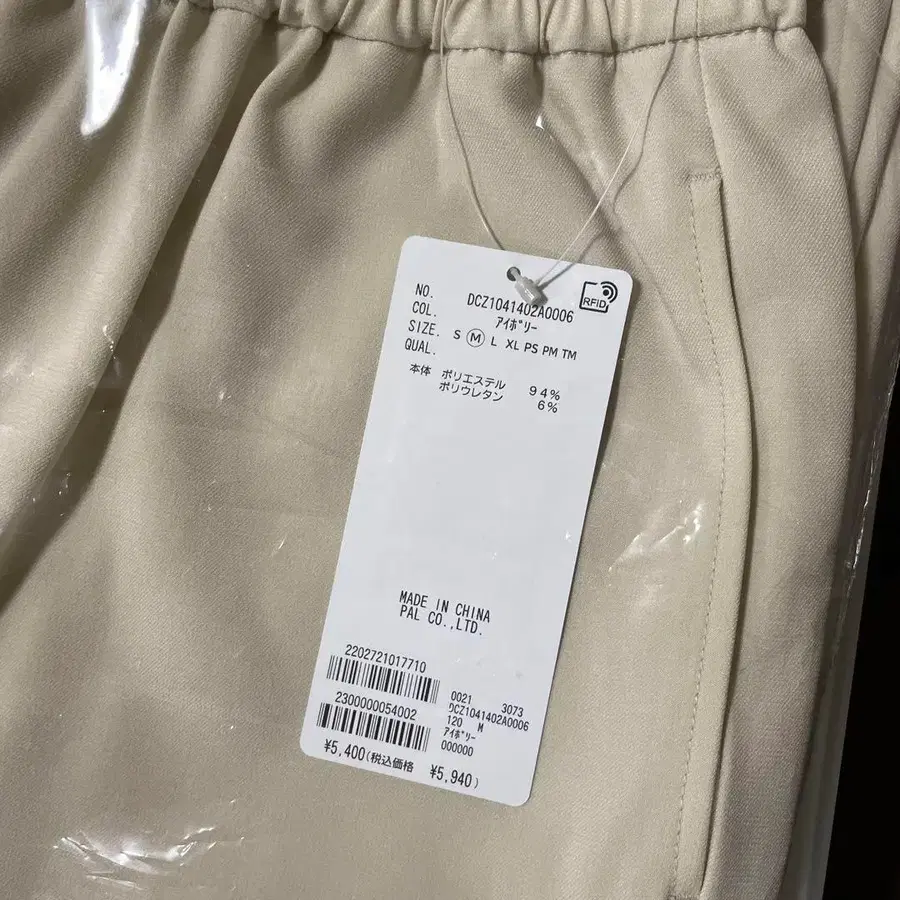 RFID
NO. DCZ1041402A0006
COL. ｱｲﾎﾞﾘｰ
SIZE. S M L XL PS PM TM
QUAL.
本体 ポリエステル 94%
ポリウレタン 6%
MADE IN CHINA
PAL CO.,LTD.
2202721017710
2300000054002
0021 3073
DCZ1041402A0006
120 M
ｱｲﾎﾞﾘｰ
000000
¥5,400(税込価格 ¥5,940)